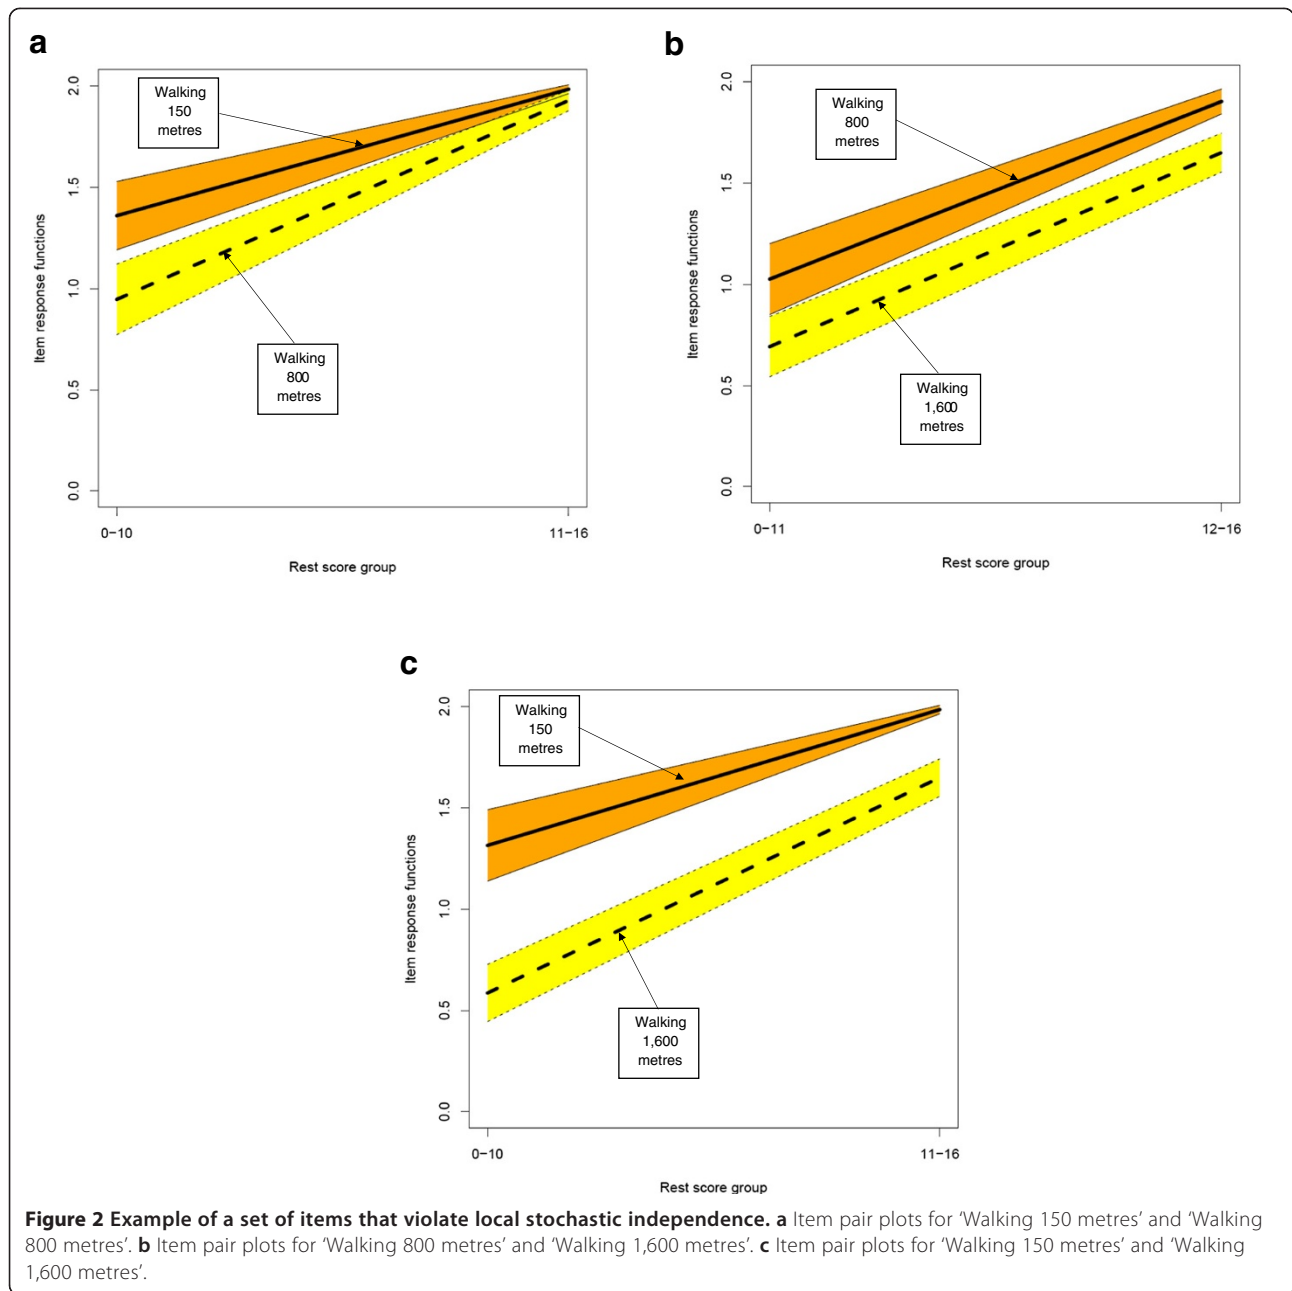 a
Walking
150
metres
Walking
800
metres
Item response functions
2.0
1.5
1.0
0.5
0.0
0–10
11–16
Rest score group
b
Walking
800
metres
Walking
1,600
metres
Item response functions
2.0
1.5
1.0
0.5
0.0
0–11
12–16
Rest score group
c
Walking
150
metres
Walking
1,600
metres
Item response functions
2.0
1.5
1.0
0.5
0.0
0–10
11–16
Rest score group
Figure 2 Example of a set of items that violate local stochastic independence. a Item pair plots for ‘Walking 150 metres’ and ‘Walking
800 metres’. b Item pair plots for ‘Walking 800 metres’ and ‘Walking 1,600 metres’. c Item pair plots for ‘Walking 150 metres’ and ‘Walking
1,600 metres’.